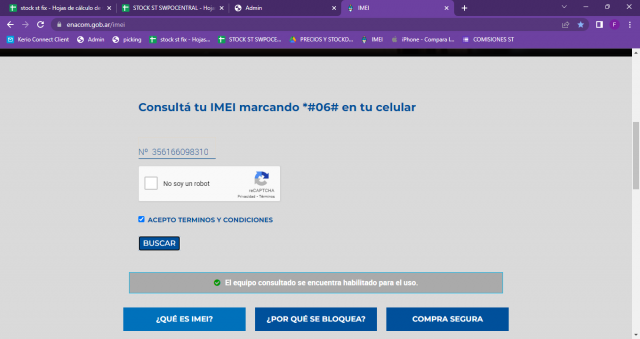 stock st fix - Hojas de cálculo de
STOCK ST SWPOCENTRAL - Hoj
Admin
IMEI
enacom.gob.ar/imei
F
Kerio Connect Client
Admin
picking
stock st fix - Hojas...
STOCK ST SWPOCE...
PRECIOS Y STOCKD...
IMEI
iPhone - Compara l...
COMISIONES ST
Consultá tu IMEI marcando *#06# en tu celular
Nº 356166098310
No soy un robot
reCAPTCHA
Privacidad - Términos
ACEPTO TERMINOS Y CONDICIONES
BUSCAR
El equipo consultado se encuentra habilitado para el uso.
¿QUÉ ES IMEI?
¿POR QUÉ SE BLOQUEA?
COMPRA SEGURA